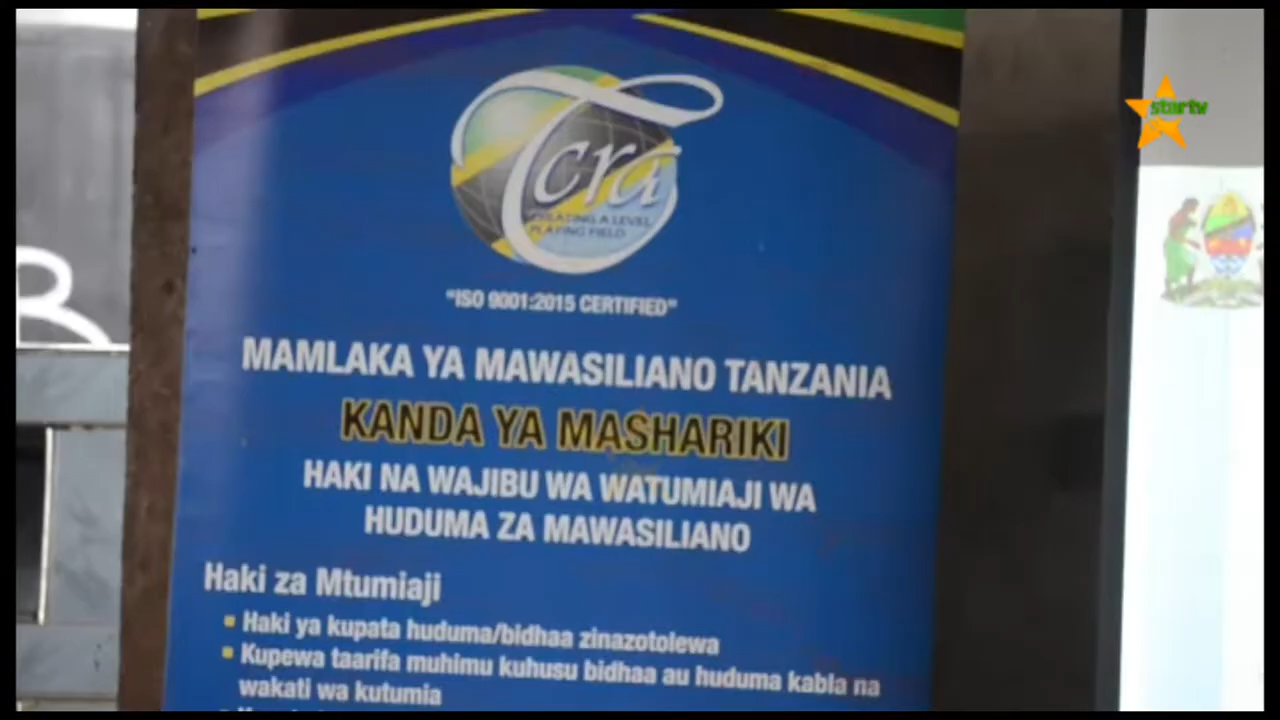 startv
Tcra
CREATING A LEVEL
PLAYING FIELD
"ISO 9001:2015 CERTIFIED"
MAMLAKA YA MAWASILIANO TANZANIA
KANDA YA MASHARIKI
HAKI NA WAJIBU WA WATUMIAJI WA
HUDUMA ZA MAWASILIANO
Haki za Mtumiaji
▪ Haki ya kupata huduma/bidhaa zinazotolewa
▪ Kupewa taarifa muhimu kuhusu bidhaa au huduma kabla na
wakati wa kutumia